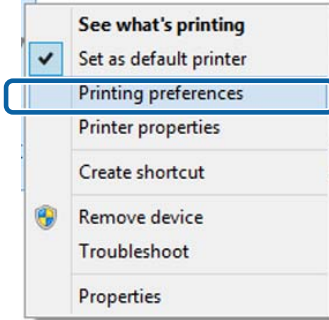 See what's printing
Set as default printer
Printing preferences
Printer properties
Create shortcut
Remove device
Troubleshoot
Properties